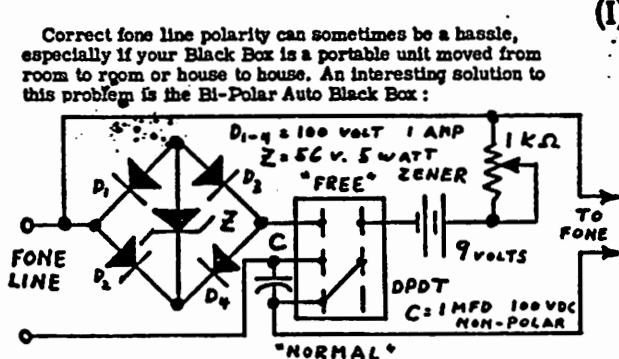 (I)
Correct fone line polarity can sometimes be a hassle,
especially if your Black Box is a portable unit moved from
room to room or house to house. An interesting solution to
this problem is the Bi-Polar Auto Black Box:
D1-4 = 100 VOLT 1 AMP
Z = 56 V. 5 WATT
ZENER
1 KΩ
"FREE"
D1
D3
Z
FONE
LINE
D2
D4
C
9 VOLTS
TO
FONE
DPDT
C = 1 MFD 100 VDC
NON-POLAR
"NORMAL"